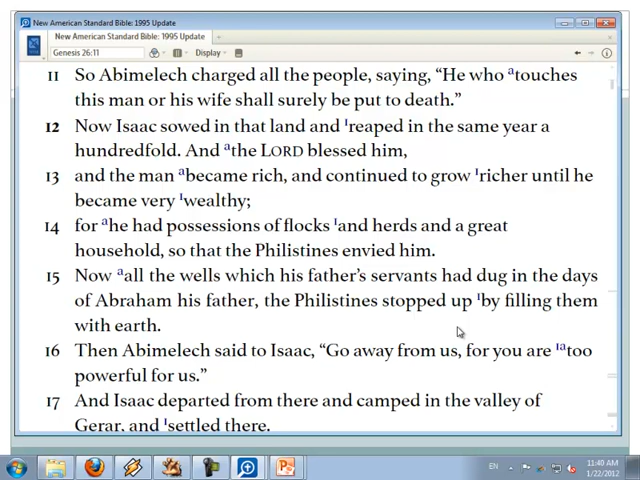 New American Standard Bible: 1995 Update
New American Standard Bible: 1995 Update
Genesis 26:11
Display
11 So Abimelech charged all the people, saying, “He who ᵃtouches
this man or his wife shall surely be put to death.”
12 Now Isaac sowed in that land and ¹reaped in the same year a
hundredfold. And ᵃthe LORD blessed him,
13 and the man ᵃbecame rich, and continued to grow ¹richer until he
became very ¹wealthy;
14 for ᵃhe had possessions of flocks ¹and herds and a great
household, so that the Philistines envied him.
15 Now ᵃall the wells which his father’s servants had dug in the days
of Abraham his father, the Philistines stopped up ¹by filling them
with earth.
16 Then Abimelech said to Isaac, “Go away from us, for you are ¹ᵃtoo
powerful for us.”
17 And Isaac departed from there and camped in the valley of
Gerar, and ¹settled there.
EN
11:40 AM
1/22/2012